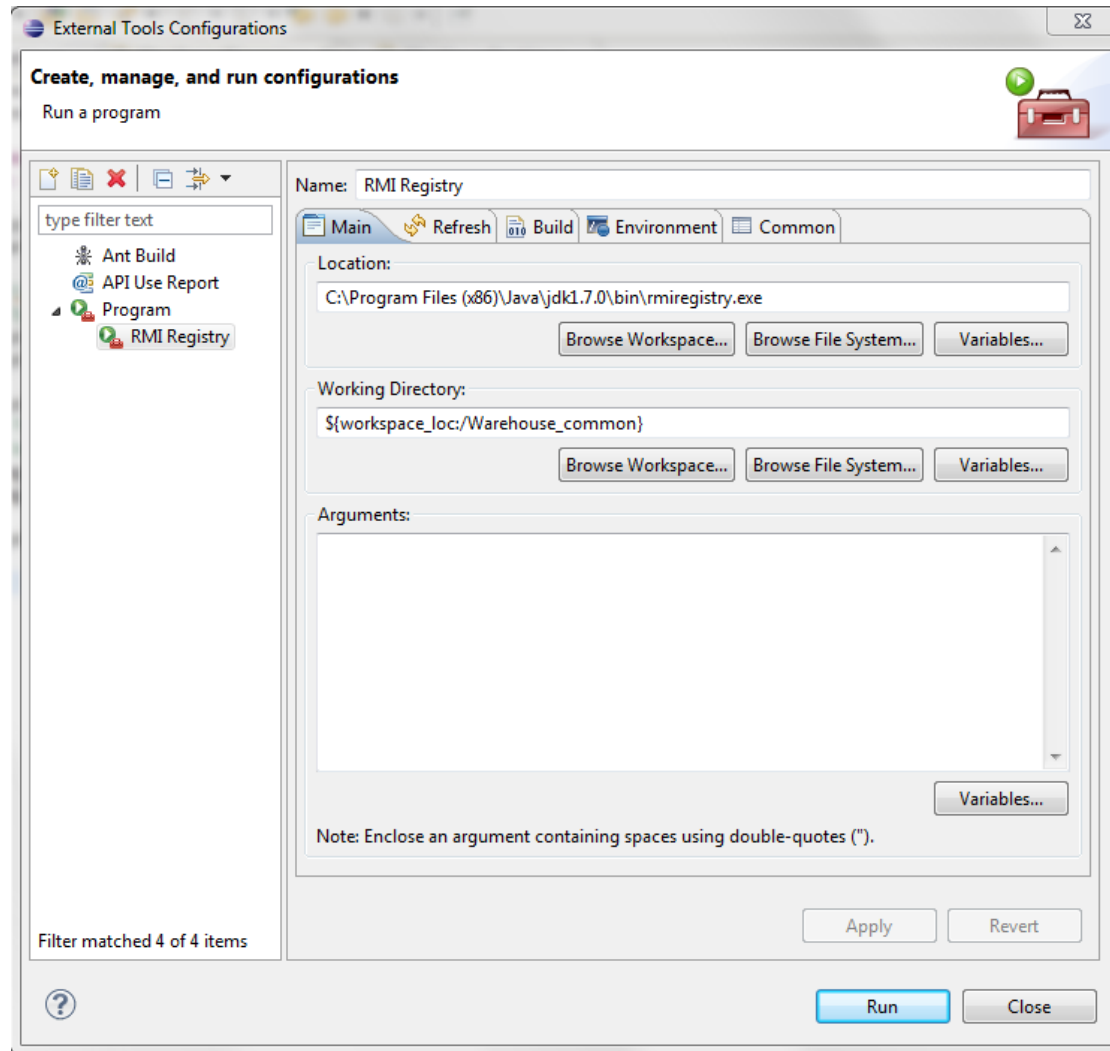 External Tools Configurations
Create, manage, and run configurations
Run a program
type filter text
Ant Build
API Use Report
Program
RMI Registry
Filter matched 4 of 4 items
Name: RMI Registry
Main Refresh Build Environment Common
Location:
C:\Program Files (x86)\Java\jdk1.7.0\bin\rmiregistry.exe
Browse Workspace... Browse File System... Variables...
Working Directory:
${workspace_loc:/Warehouse_common}
Browse Workspace... Browse File System... Variables...
Arguments:
Variables...
Note: Enclose an argument containing spaces using double-quotes (").
Apply Revert
Run Close